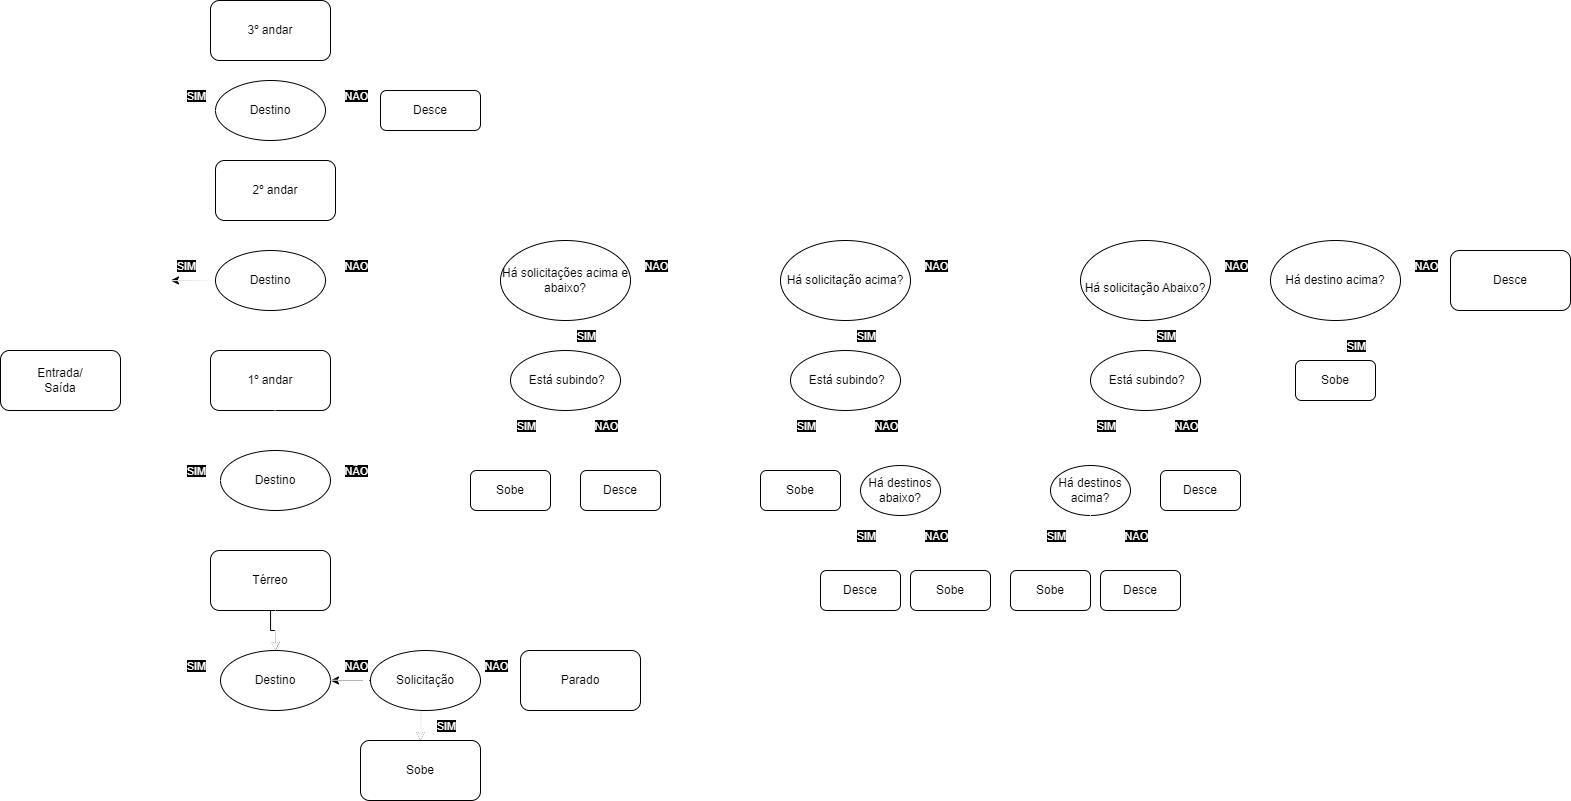 3º andar
SIM
Destino
NÃO
Desce
2º andar
SIM
Destino
NÃO
Há solicitações acima e
abaixo?
NÃO
Há solicitação acima?
NÃO
Há solicitação Abaixo?
NÃO
Há destino acima?
NÃO
Desce
SIM
SIM
SIM
SIM
Entrada/
Saída
1º andar
Está subindo?
Está subindo?
Está subindo?
Sobe
SIM
NÃO
SIM
NÃO
SIM
NÃO
SIM
Destino
NÃO
Sobe
Desce
Sobe
Há destinos
abaixo?
Há destinos
acima?
Desce
SIM
NÃO
SIM
NÃO
Térreo
Desce
Sobe
Sobe
Desce
SIM
Destino
NÃO
Solicitação
NÃO
Parado
SIM
Sobe